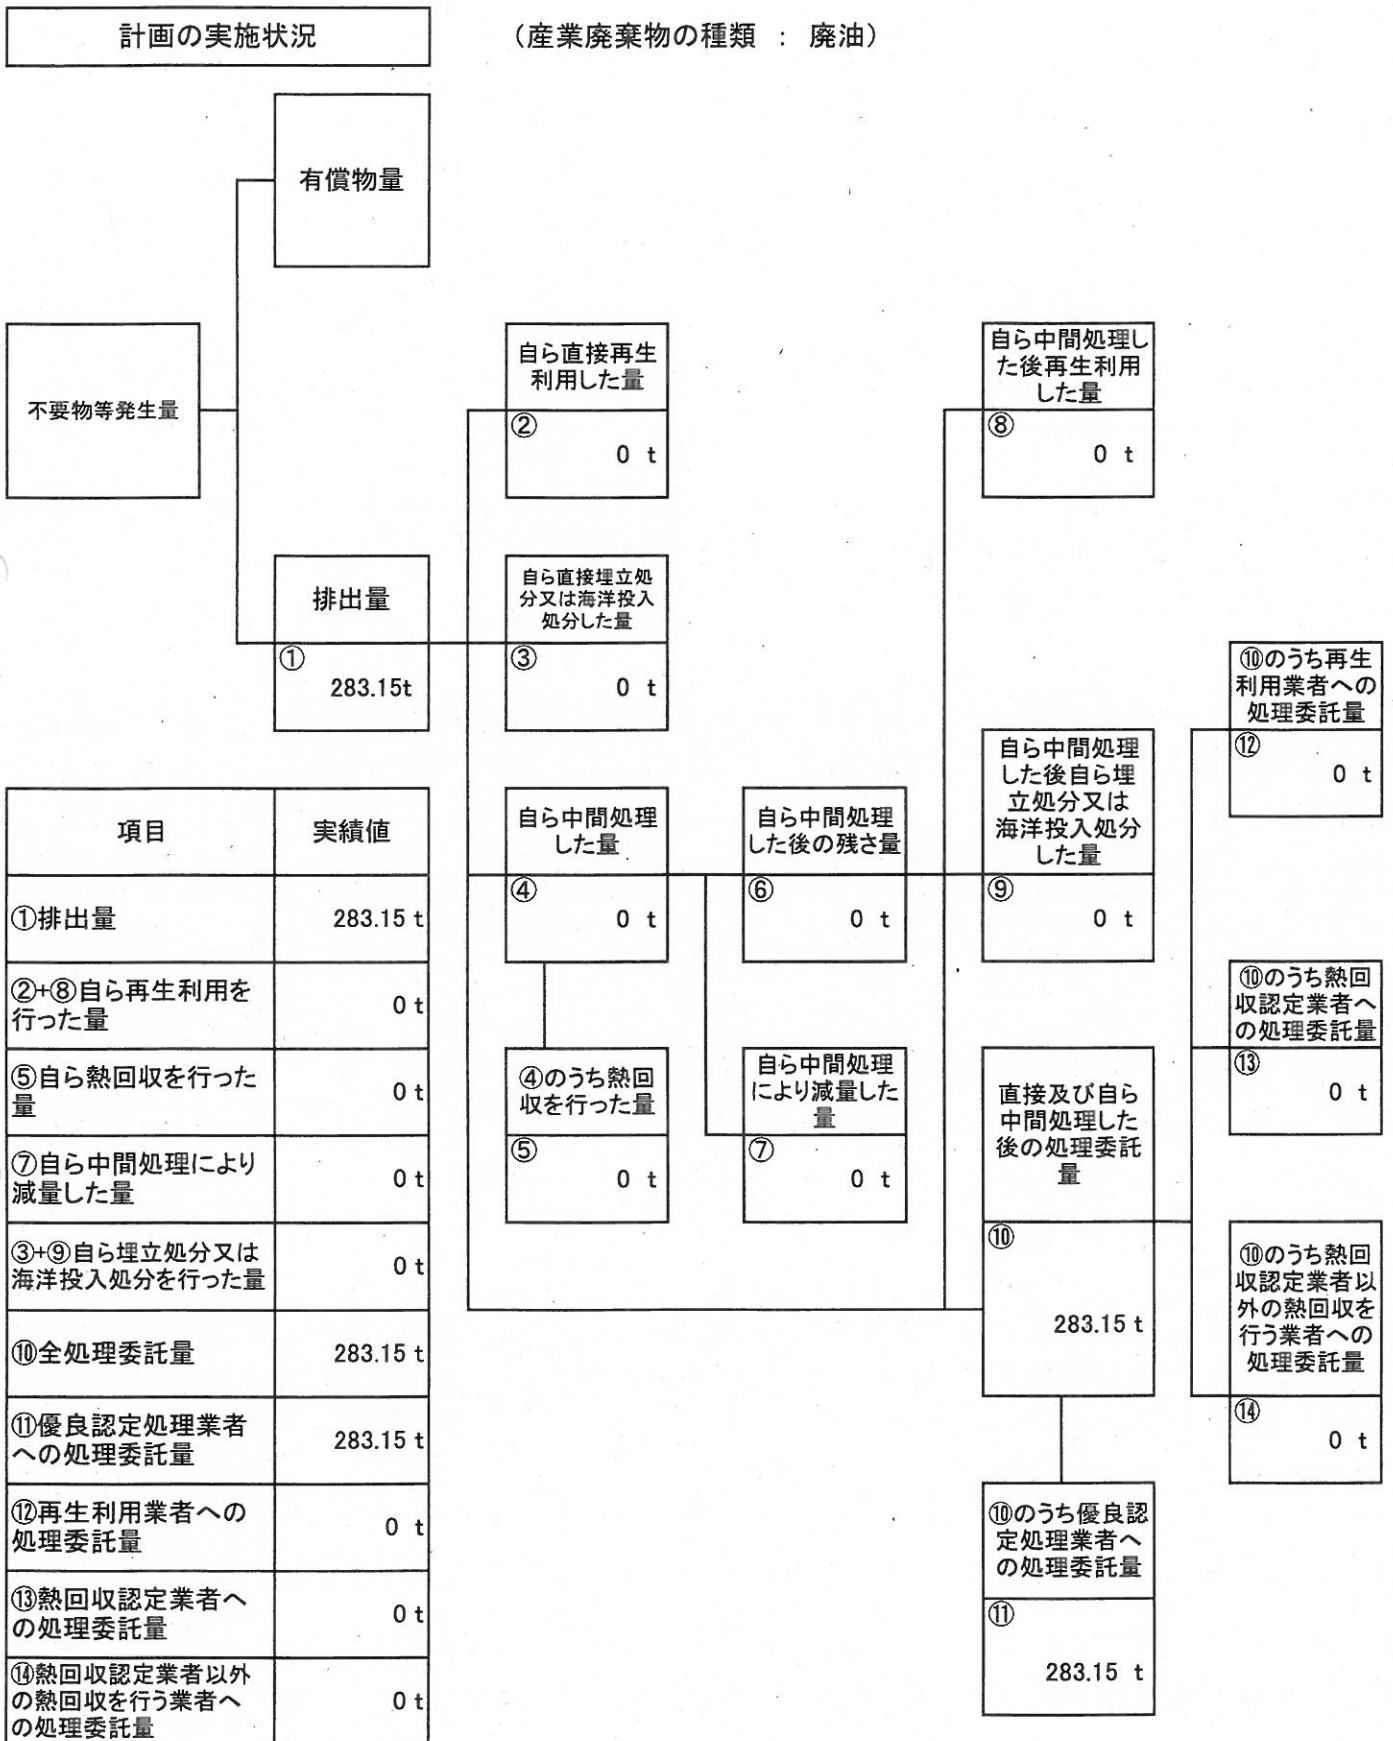 計画の実施状況
（産業廃棄物の種類 ： 廃油）
有償物量
不要物等発生量
自ら直接再生
利用した量
②
0 t
自ら中間処理し
た後再生利用
した量
⑧
0 t
排出量
①
283.15t
自ら直接埋立処
分又は海洋投入
処分した量
③
0 t
⑩のうち再生
利用業者への
処理委託量
⑫
0 t
自ら中間処理
した量
④
0 t
自ら中間処理
した後の残さ量
⑥
0 t
自ら中間処理
した後自ら埋
立処分又は
海洋投入処分
した量
⑨
0 t
⑩のうち熱回
収認定業者へ
の処理委託量
⑬
0 t
④のうち熱回
収を行った量
⑤
0 t
自ら中間処理
により減量した
量
⑦
0 t
直接及び自ら
中間処理した
後の処理委託
量
⑩
283.15 t
⑩のうち熱回
収認定業者以
外の熱回収を
行う業者への
処理委託量
⑭
0 t
⑩のうち優良認
定処理業者へ
の処理委託量
⑪
283.15 t
項目
実績値
①排出量
283.15 t
②+⑧自ら再生利用を
行った量
0 t
⑤自ら熱回収を行った
量
0 t
⑦自ら中間処理により
減量した量
0 t
③+⑨自ら埋立処分又は
海洋投入処分を行った量
0 t
⑩全処理委託量
283.15 t
⑪優良認定処理業者
への処理委託量
283.15 t
⑫再生利用業者への
処理委託量
0 t
⑬熱回収認定業者へ
の処理委託量
0 t
⑭熱回収認定業者以外
の熱回収を行う業者へ
の処理委託量
0 t